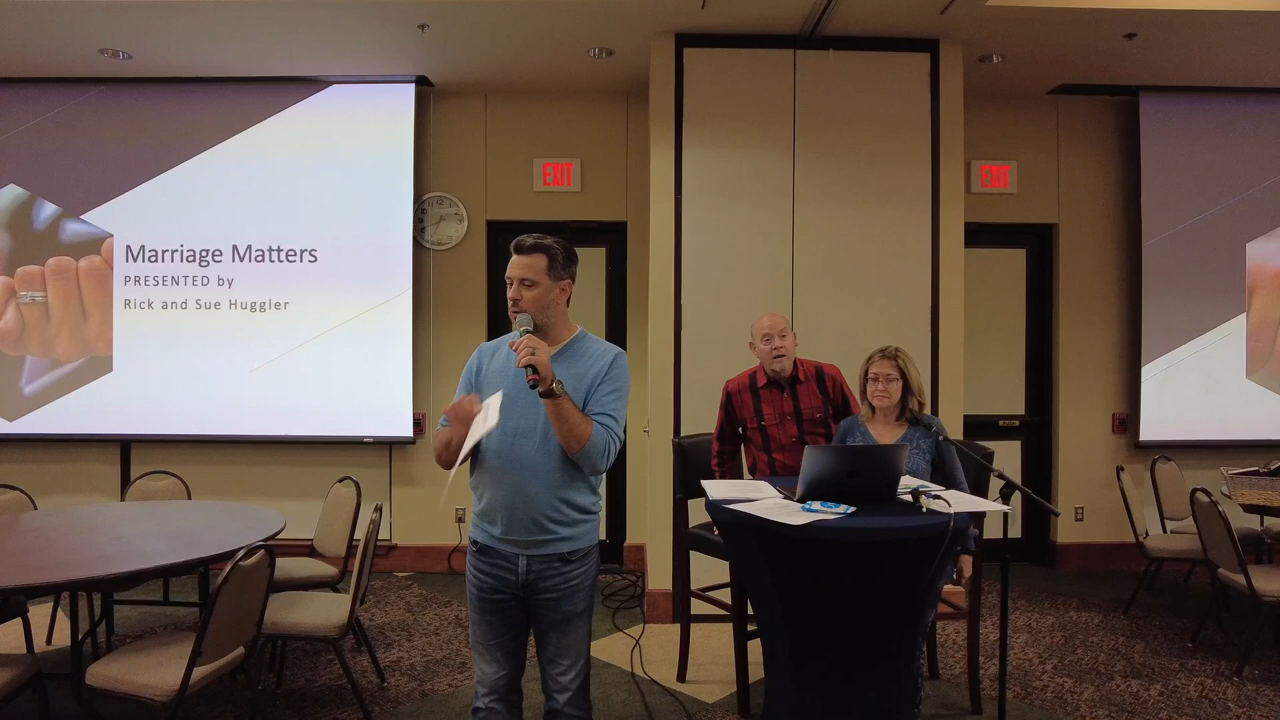 Marriage Matters
PRESENTED by
Rick and Sue Huggler
EXIT
EXIT